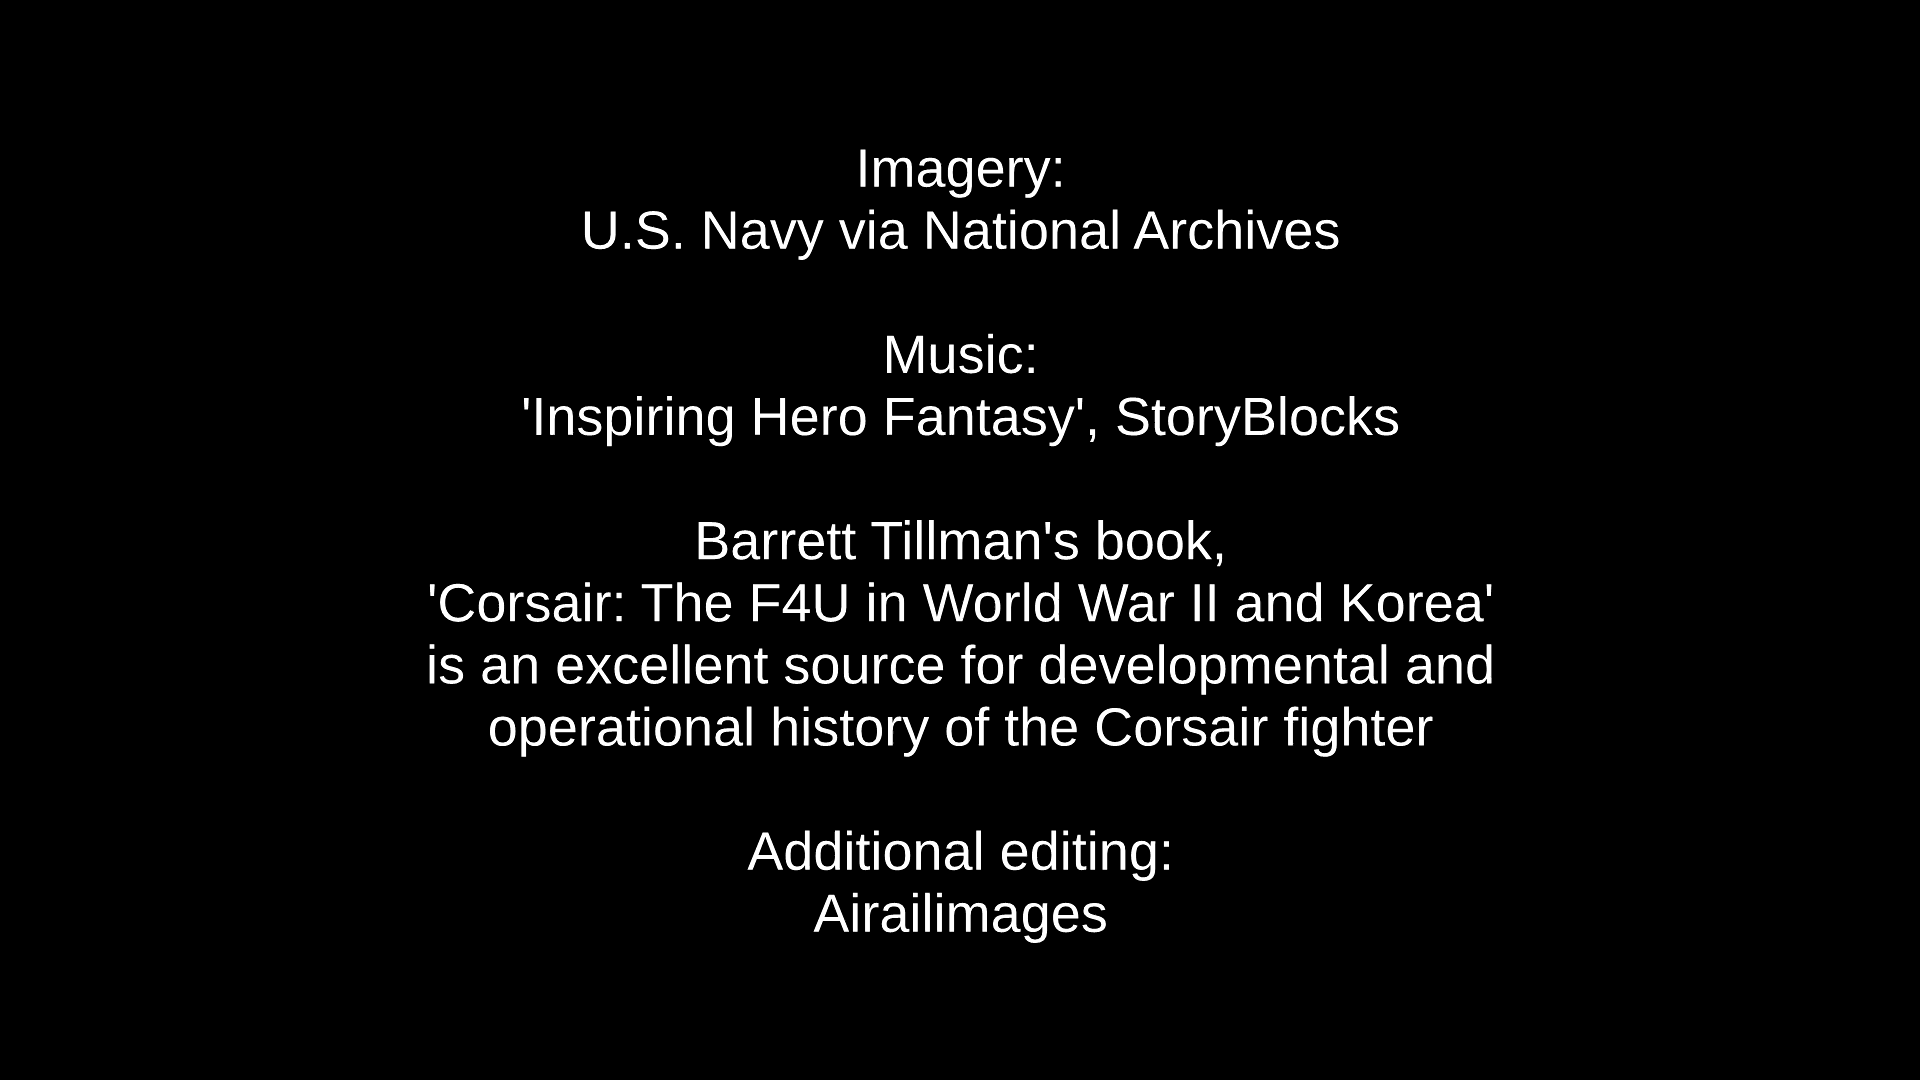 Imagery:
U.S. Navy via National Archives
Music:
'Inspiring Hero Fantasy', StoryBlocks
Barrett Tillman's book,
'Corsair: The F4U in World War II and Korea'
is an excellent source for developmental and
operational history of the Corsair fighter
Additional editing:
Airailimages